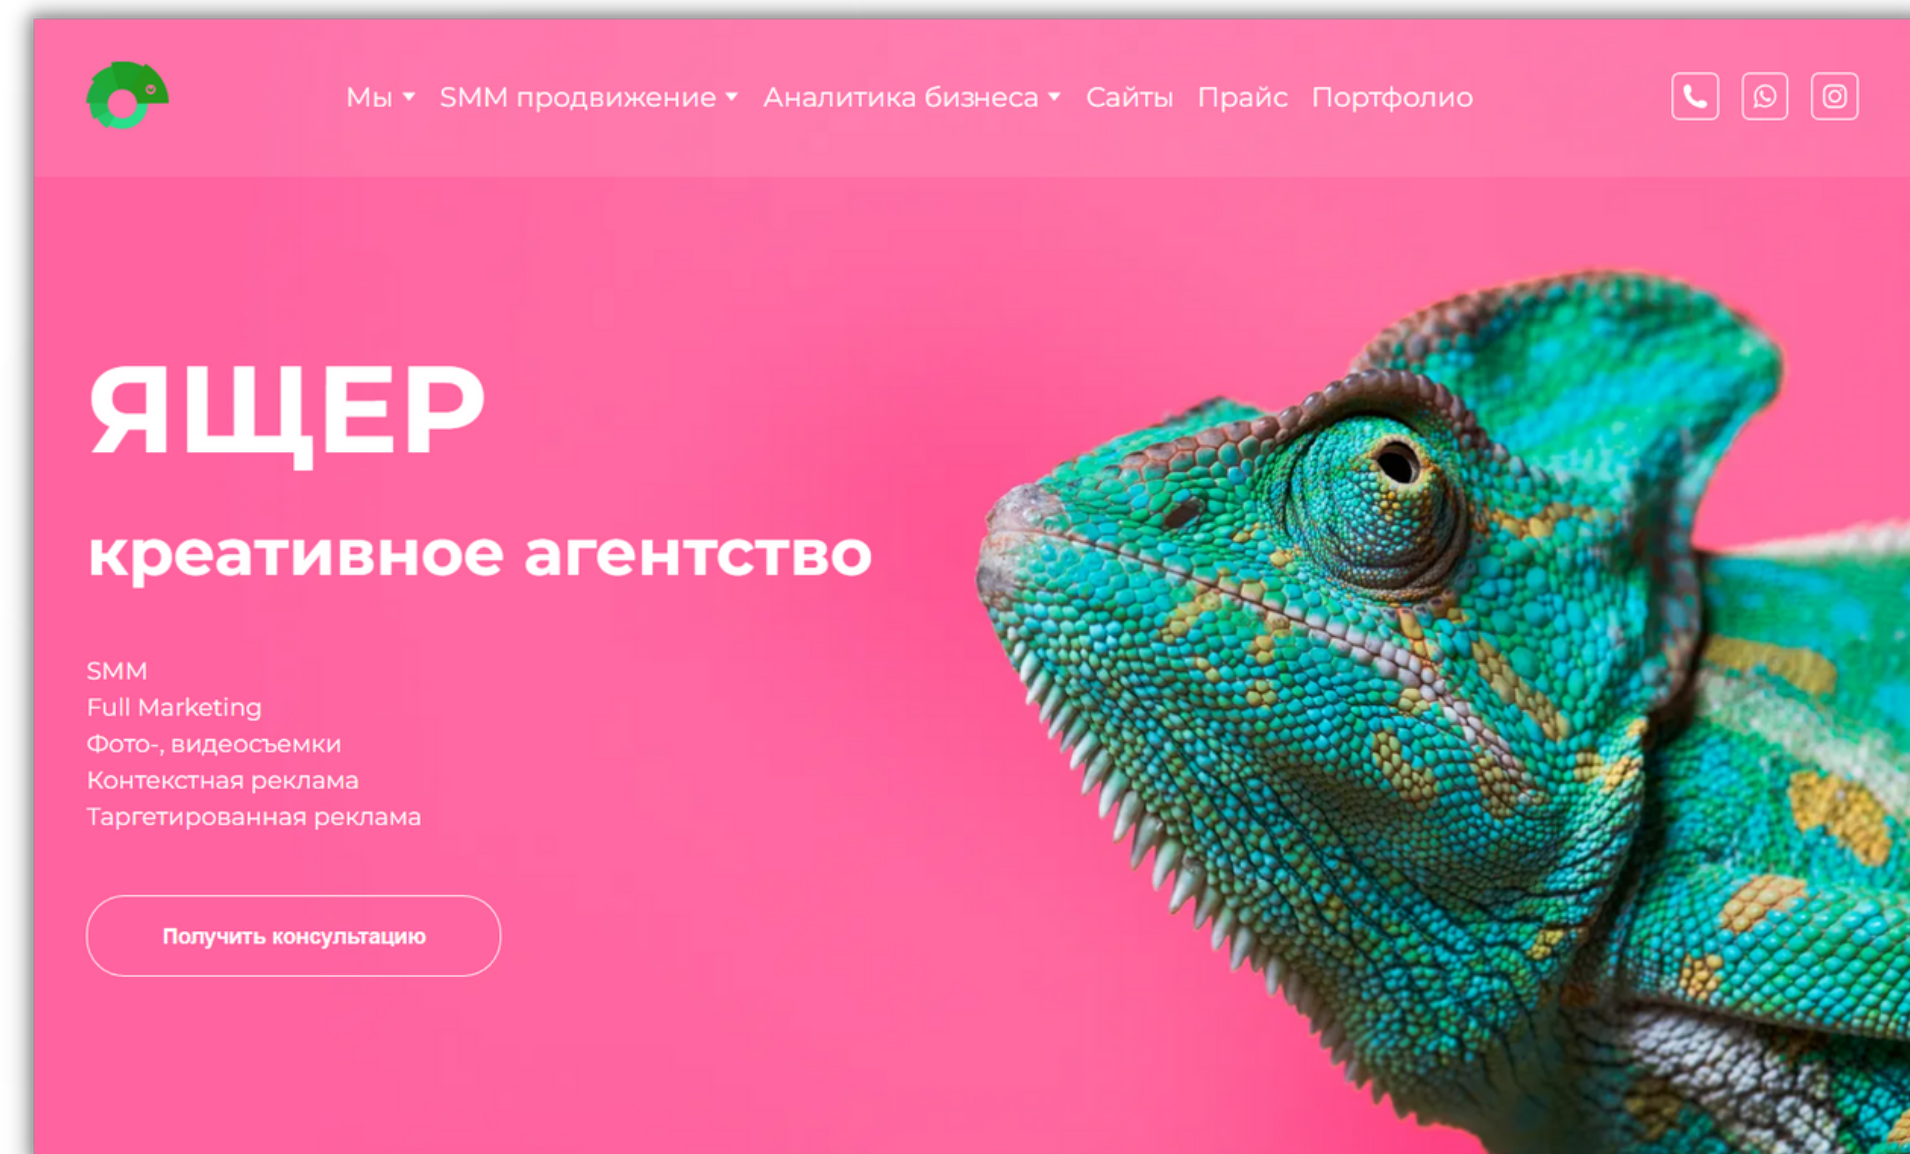 Мы SMM продвижение Аналитика бизнеса Сайты Прайс Портфолио
ЯЩЕР
креативное агентство
SMM
Full Marketing
Фото-, видеосъемки
Контекстная реклама
Таргетированная реклама
Получить консультацию